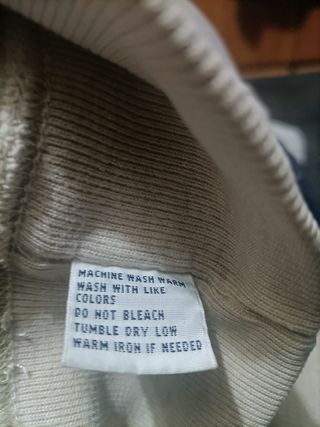 MACHINE WASH WARM
WASH WITH LIKE
COLORS
DO NOT BLEACH
TUMBLE DRY LOW
WARM IRON IF NEEDED